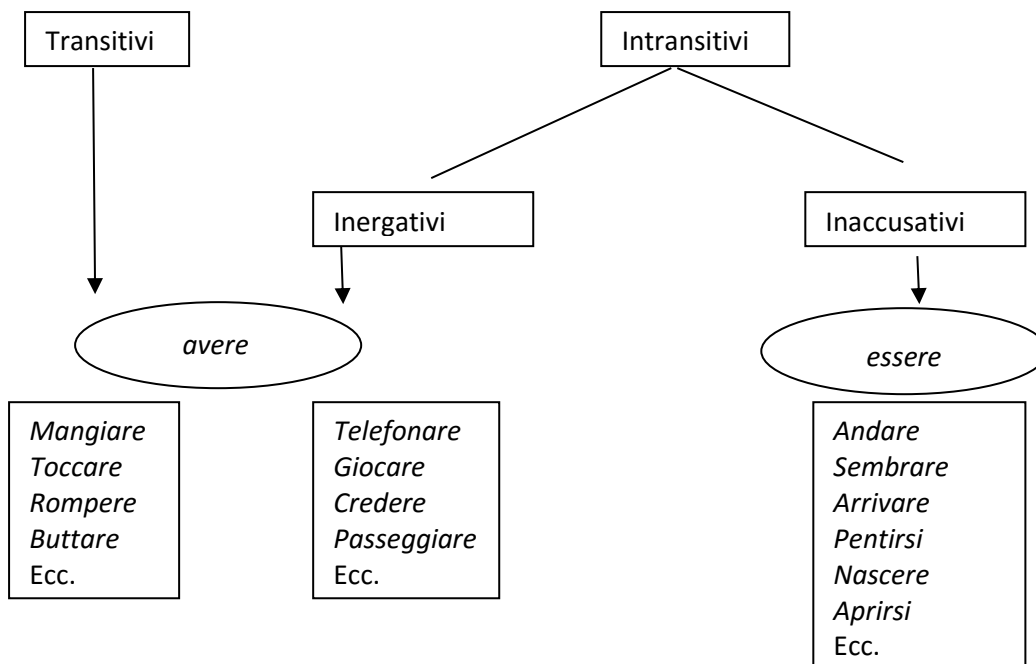 Transitivi
Intransitivi
Inergativi
Inaccusativi
avere
essere
Mangiare
Toccare
Rompere
Buttare
Ecc.
Telefonare
Giocare
Credere
Passeggiare
Ecc.
Andare
Sembrare
Arrivare
Pentirsi
Nascere
Aprirsi
Ecc.